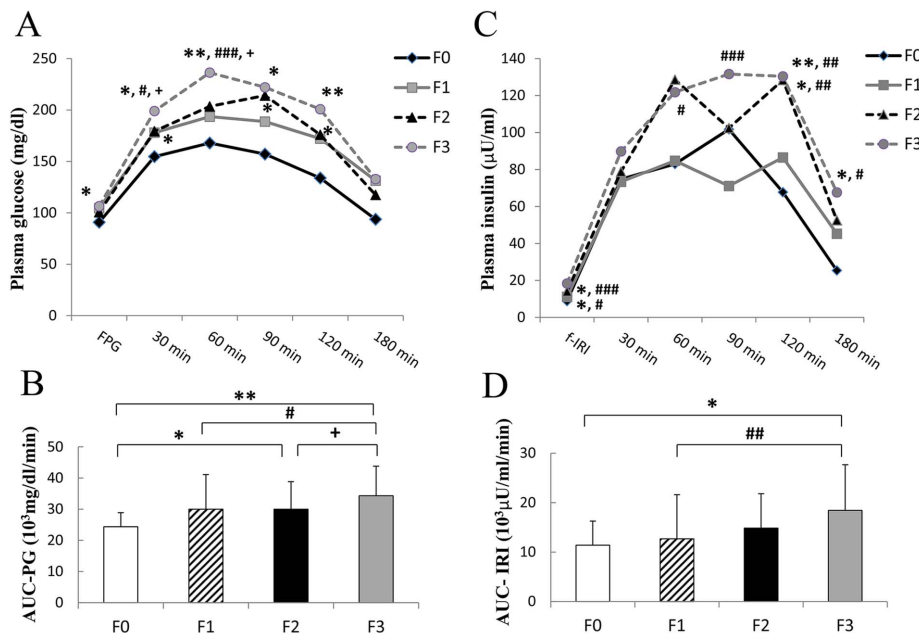 A
Plasma glucose (mg/dl)
250
200
150
100
50
0
**, ###, +
*
*, #, +
**
*
*
*
*
FPG
30 min
60 min
90 min
120 min
180 min
F0
F1
F2
F3
B
AUC-PG (10³mg/dl/min)
50
40
30
20
10
0
**
#
*
+
F0
F1
F2
F3
C
Plasma insulin (μU/ml)
140
120
100
80
60
40
20
0
###
**, ##
*, ##
#
*, #
*, ###
*, #
f-IRI
30 min
60 min
90 min
120 min
180 min
F0
F1
F2
F3
D
AUC- IRI (10³μU/ml/min)
30
20
10
0
*
##
F0
F1
F2
F3